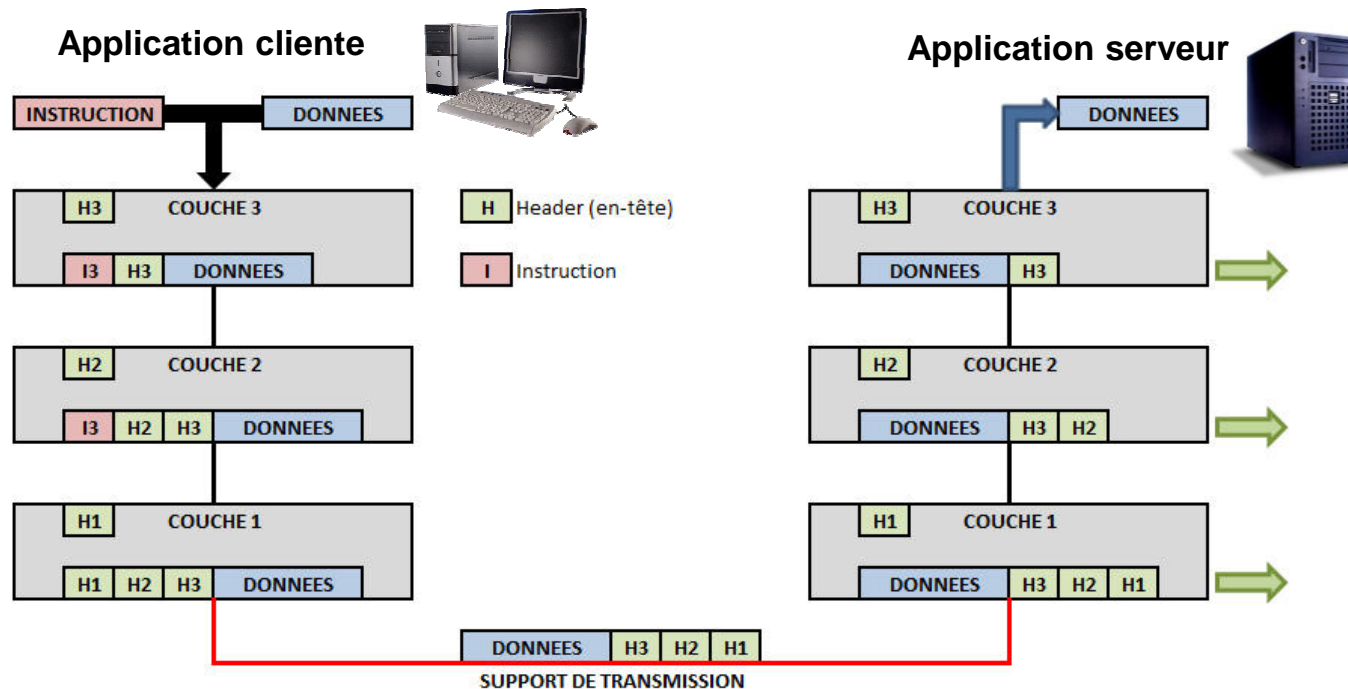 Application cliente
Application serveur
INSTRUCTION DONNEES
DONNEES
H3 COUCHE 3
I3 H3 DONNEES
H Header (en-tête)
I Instruction
H3 COUCHE 3
DONNEES H3
H2 COUCHE 2
I3 H2 H3 DONNEES
H2 COUCHE 2
DONNEES H3 H2
H1 COUCHE 1
H1 H2 H3 DONNEES
H1 COUCHE 1
DONNEES H3 H2 H1
DONNEES H3 H2 H1
SUPPORT DE TRANSMISSION